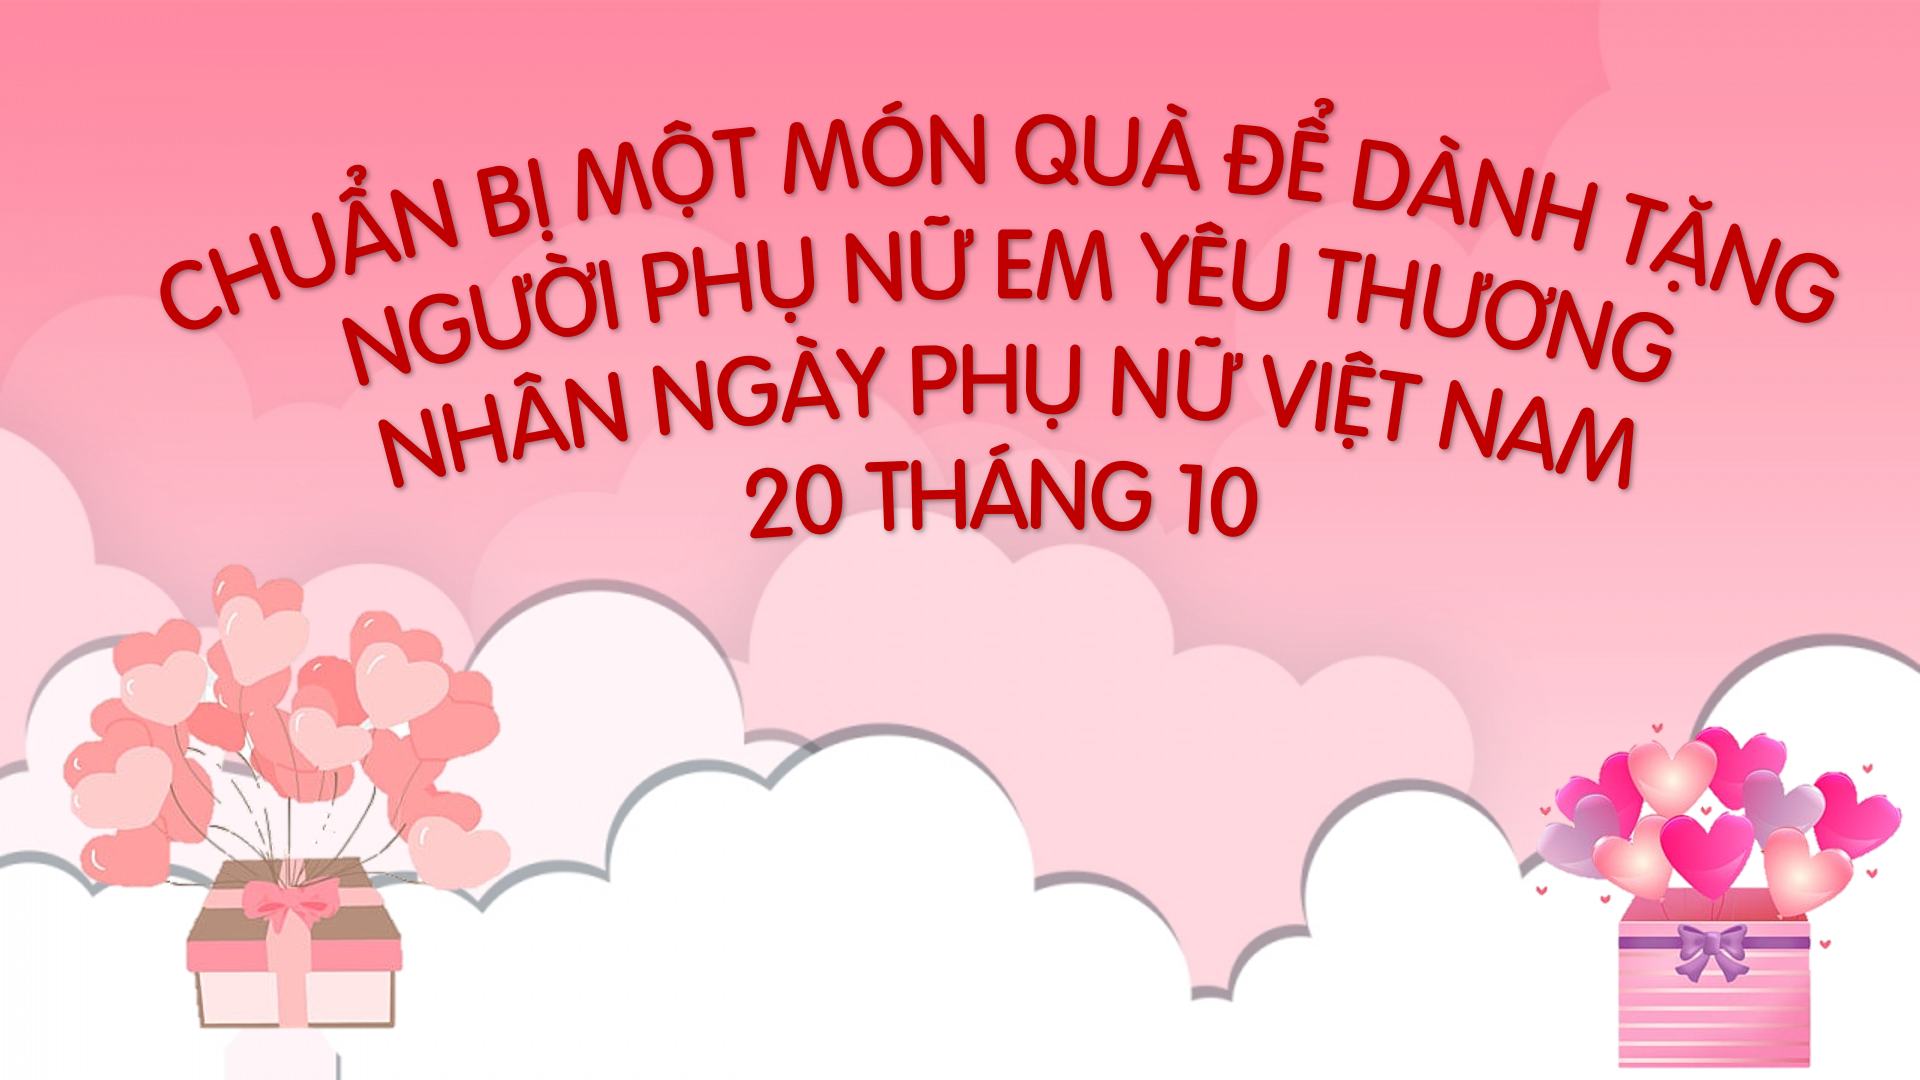 CHUẨN BỊ MỘT MÓN QUÀ ĐỂ DÀNH TẶNG
NGƯỜI PHỤ NỮ EM YÊU THƯƠNG
NHÂN NGÀY PHỤ NỮ VIỆT NAM
20 THÁNG 10